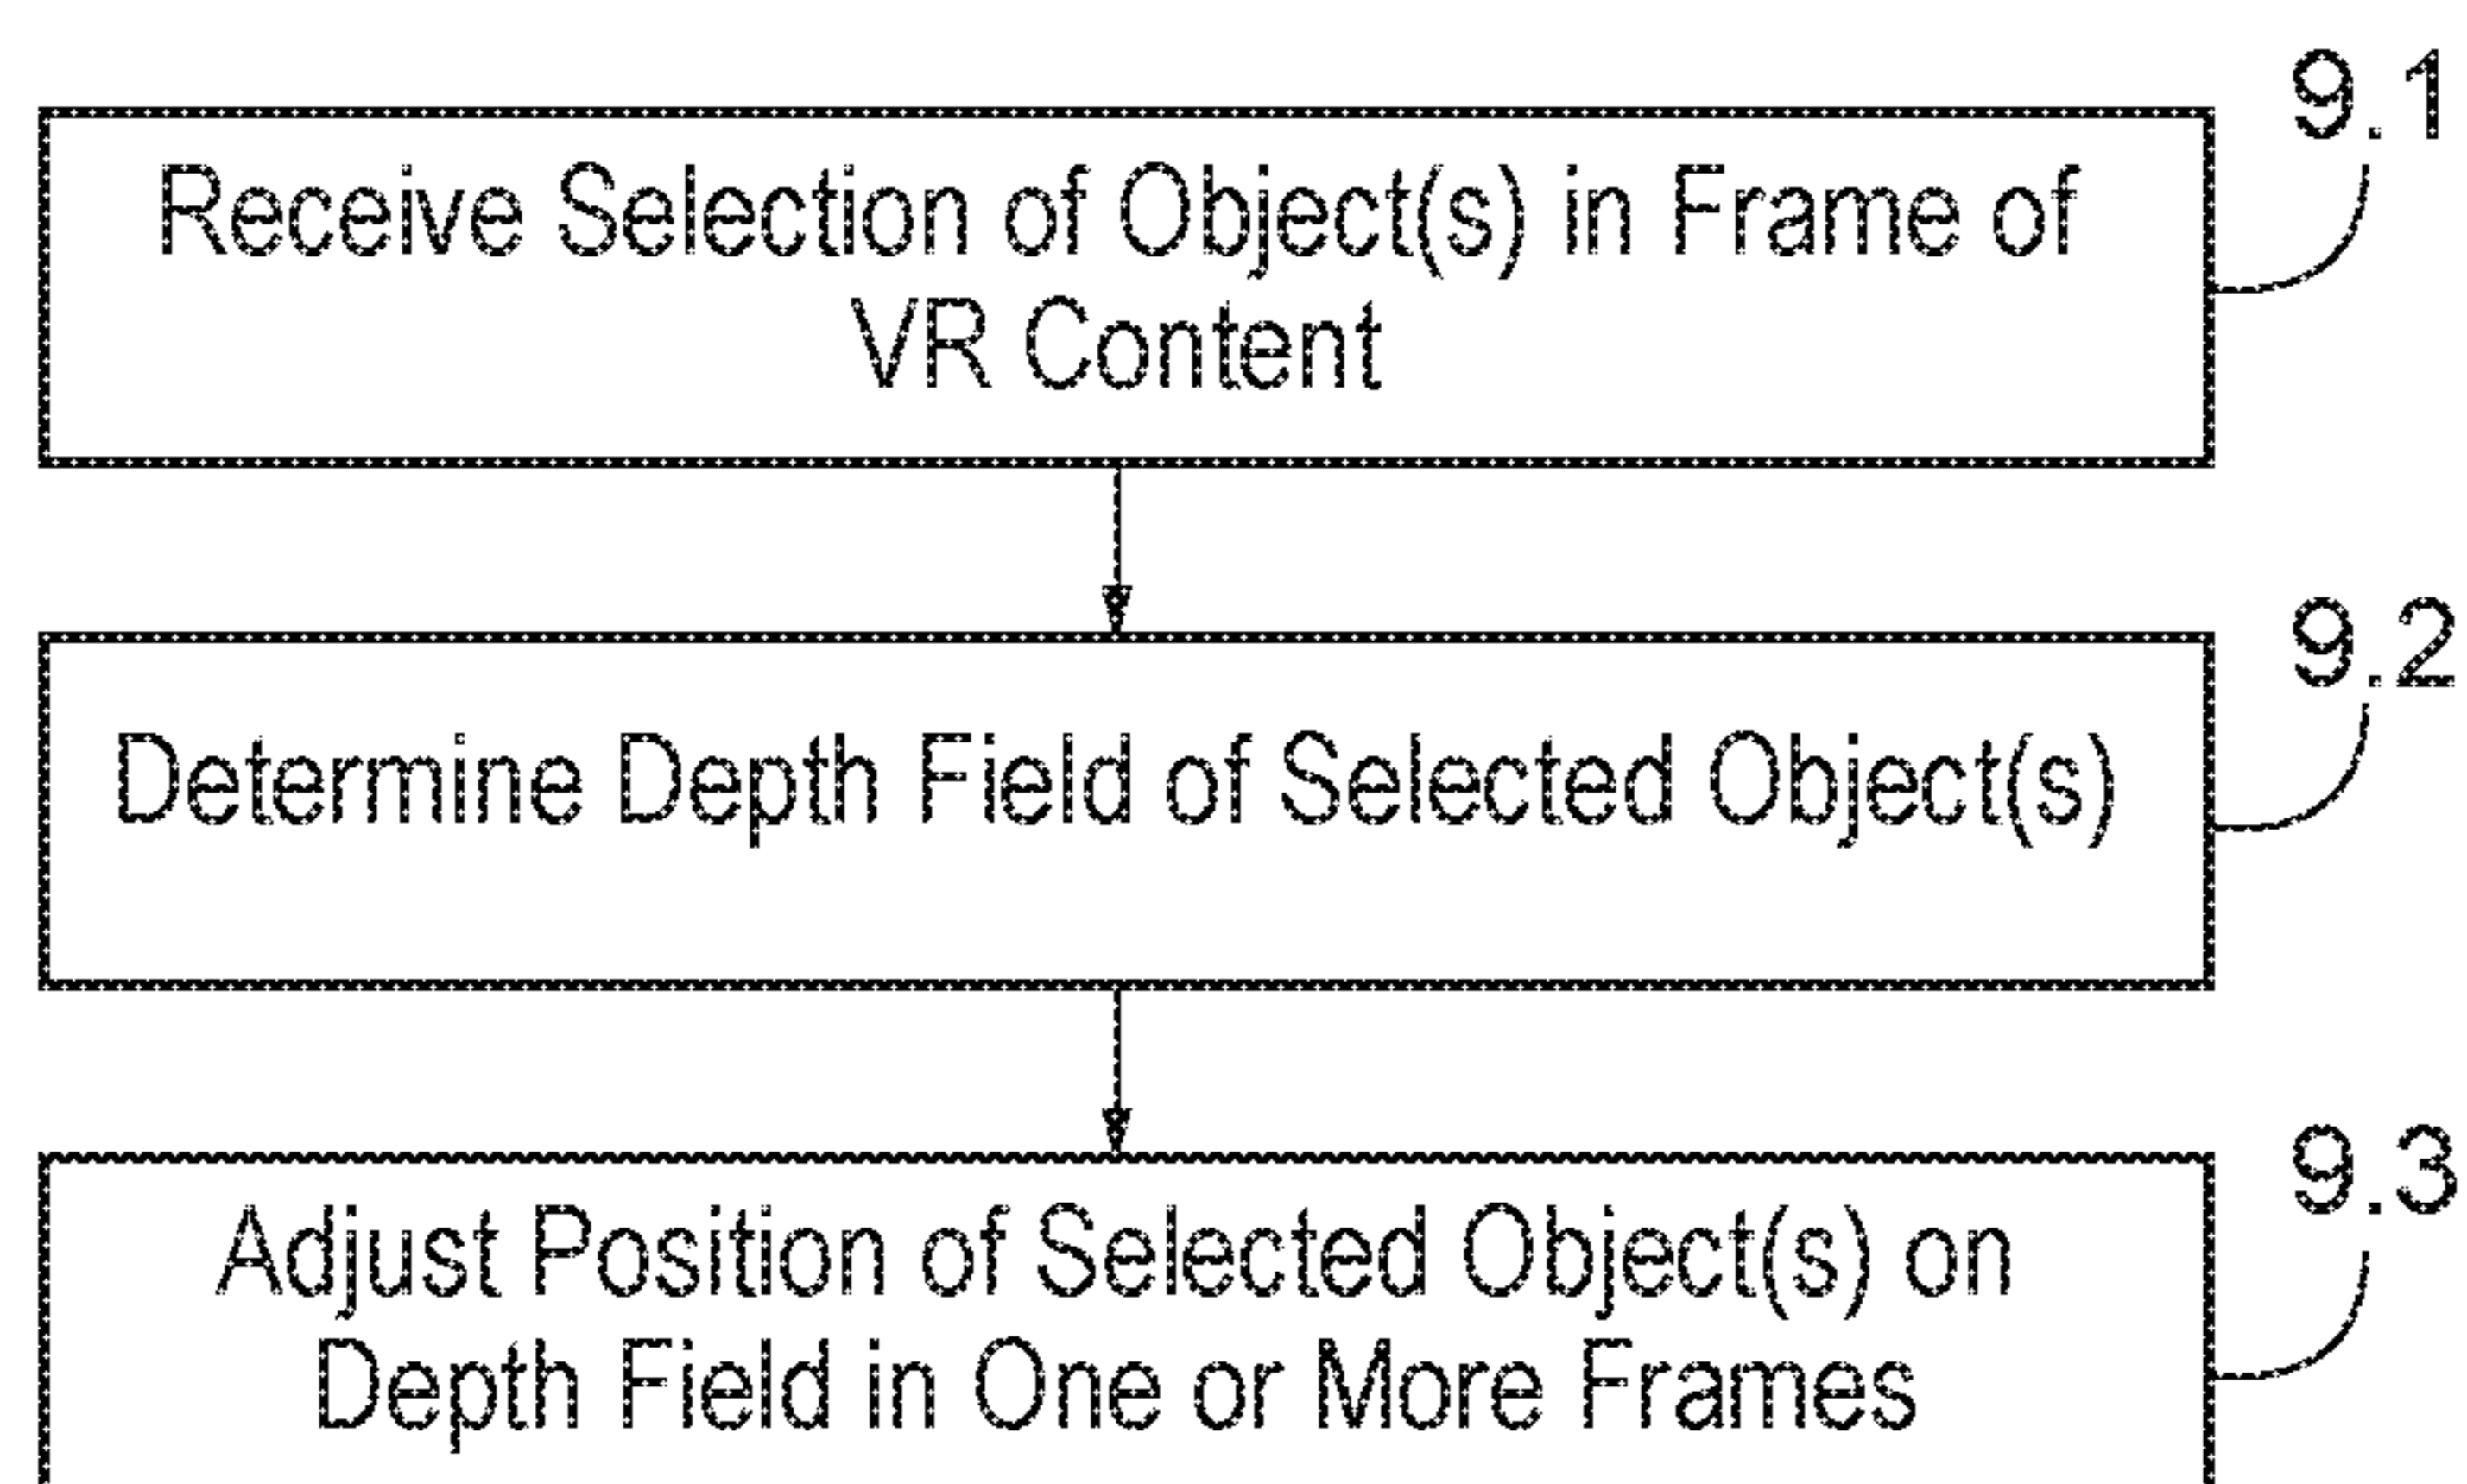 9.1
Receive Selection of Object(s) in Frame of
VR Content
9.2
Determine Depth Field of Selected Object(s)
9.3
Adjust Position of Selected Object(s) on
Depth Field in One or More Frames